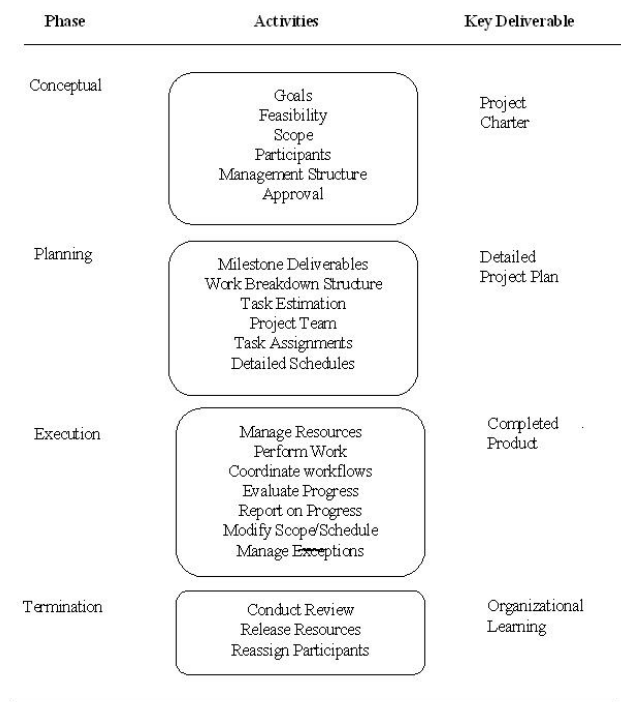 Phase Activities Key Deliverable
Conceptual
Goals
Feasibility
Scope
Participants
Management Structure
Approval
Project
Charter
Planning
Milestone Deliverables
Work Breakdown Structure
Task Estimation
Project Team
Task Assignments
Detailed Schedules
Detailed
Project Plan
Execution
Manage Resources
Perform Work
Coordinate workflows
Evaluate Progress
Report on Progress
Modify Scope/Schedule
Manage Exceptions
Completed
Product
Termination
Conduct Review
Release Resources
Reassign Participants
Organizational
Learning